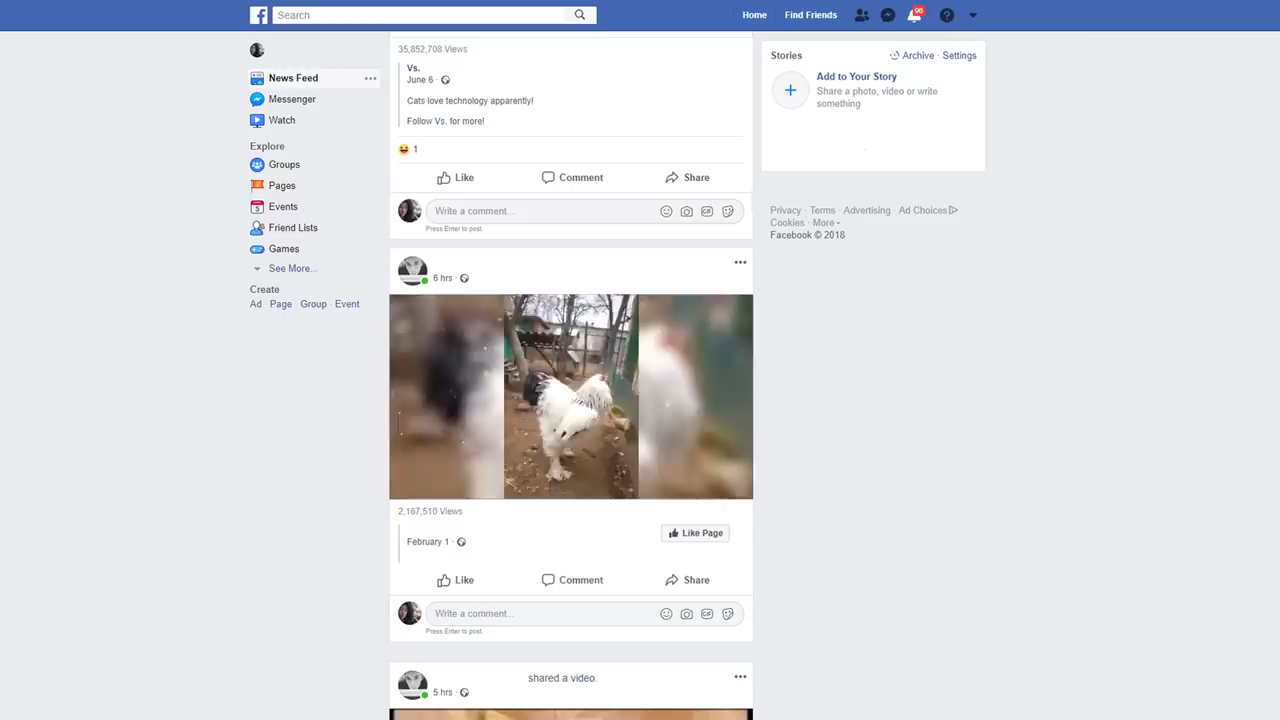 Search
Home
Find Friends
96
35,852,708 Views
Vs.
June 6 ·
Cats love technology apparently!
Follow Vs. for more!
1
Like
Comment
Share
Write a comment...
GIF
Press Enter to post.
6 hrs ·
2,167,510 Views
February 1 ·
Like Page
Like
Comment
Share
Write a comment...
GIF
Press Enter to post.
shared a video.
5 hrs ·
News Feed
Messenger
Watch
Explore
Groups
Pages
5
Events
Friend Lists
Games
See More...
Create
Ad · Page · Group · Event
Stories
Archive · Settings
Add to Your Story
Share a photo, video or write
something
Privacy · Terms · Advertising · Ad Choices ·
Cookies · More
Facebook © 2018